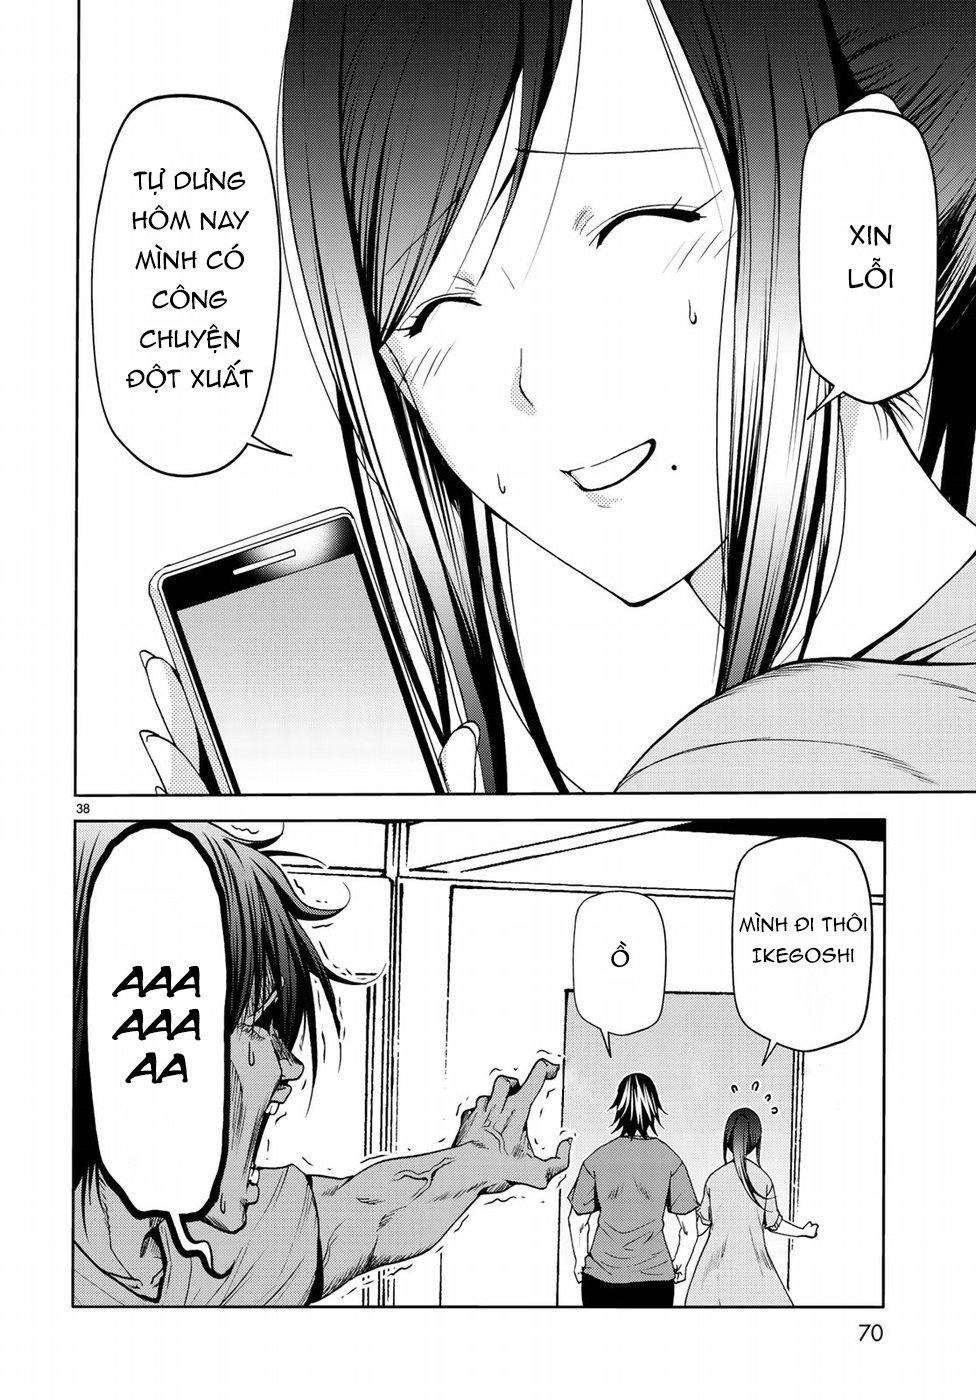 XIN
LỖI
TỰ DƯNG
HÔM NAY
MÌNH CÓ
CÔNG
CHUYỆN
ĐỘT XUẤT
38
MÌNH ĐI THÔI
IKEGOSHI
Ồ
AAA
AAA
AA
70